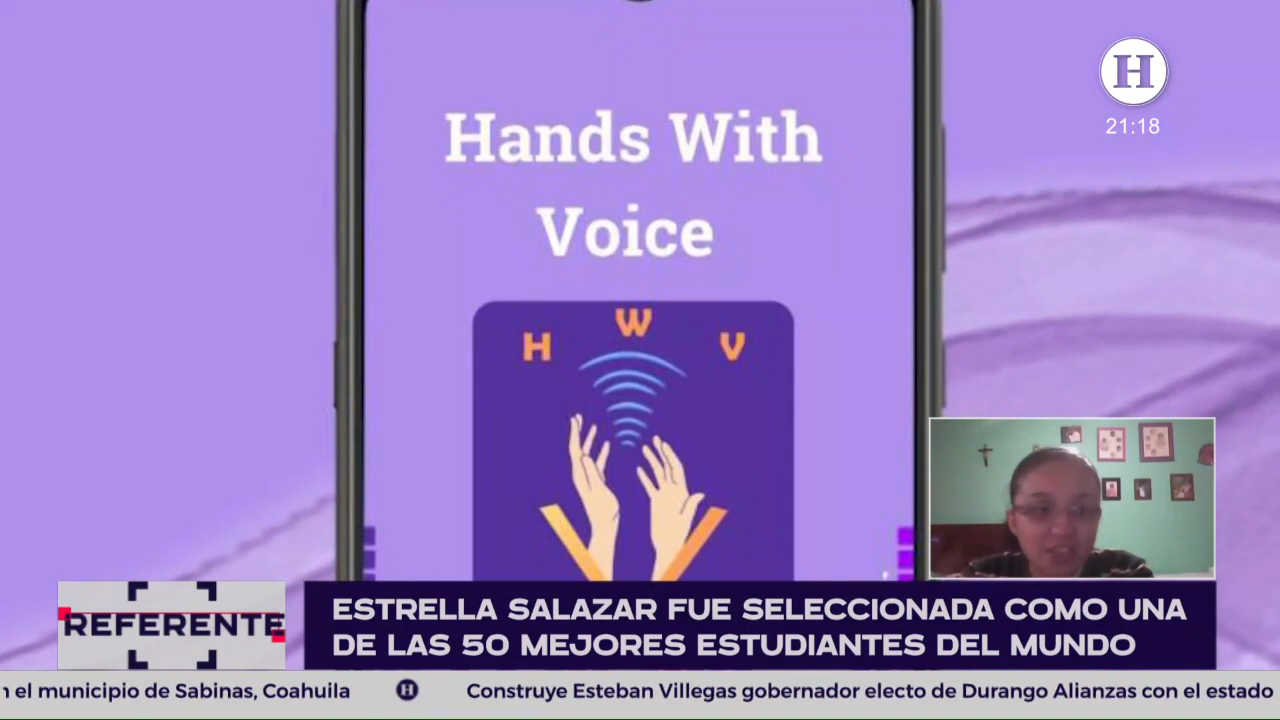 Hands With
Voice
H W V
H
21:18
REFERENTE
ESTRELLA SALAZAR FUE SELECCIONADA COMO UNA
DE LAS 50 MEJORES ESTUDIANTES DEL MUNDO
n el municipio de Sabinas, Coahuila H Construye Esteban Villegas gobernador electo de Durango Alianzas con el estado